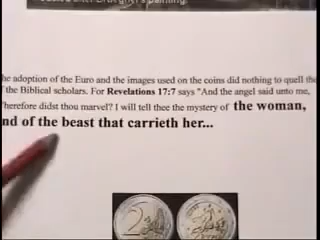 he adoption of the Euro and the images used on the coins did nothing to quell the
f the Biblical scholars. For Revelations 17:7 says "And the angel said unto me,
Wherefore didst thou marvel? I will tell thee the mystery of the woman,
nd of the beast that carrieth her...
2